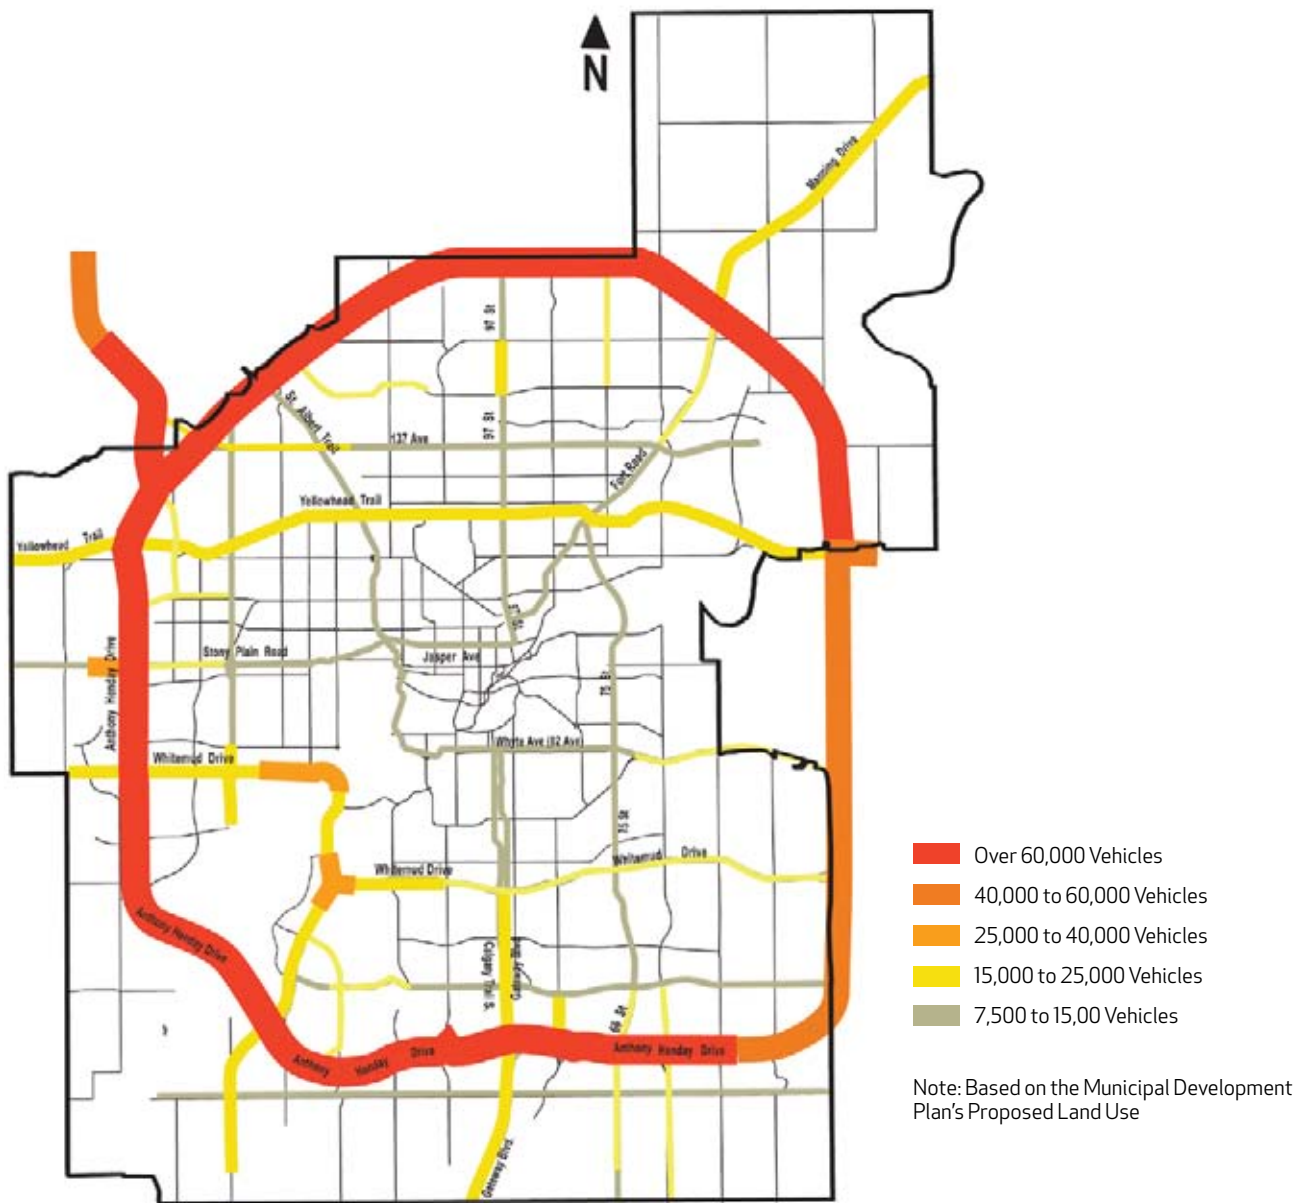 N
Manning Drive
97 St
St. Albert Trail
97 St
137 Ave
Fort Road
Yellowhead Trail
Yellowhead Trail
97 St.
Anthony Henday Drive
Stony Plain Road
Jasper Ave
75 St
Whitemud Drive
Whyte Ave (82 Ave)
75 St
Whitemud Drive
Whitemud Drive
Anthony Henday Drive
Calgary Trail S.
Gateway Blvd
66 St
Anthony Henday Drive
Anthony Henday Drive
Gateway Blvd.
Over 60,000 Vehicles
40,000 to 60,000 Vehicles
25,000 to 40,000 Vehicles
15,000 to 25,000 Vehicles
7,500 to 15,00 Vehicles
Note: Based on the Municipal Development
Plan's Proposed Land Use